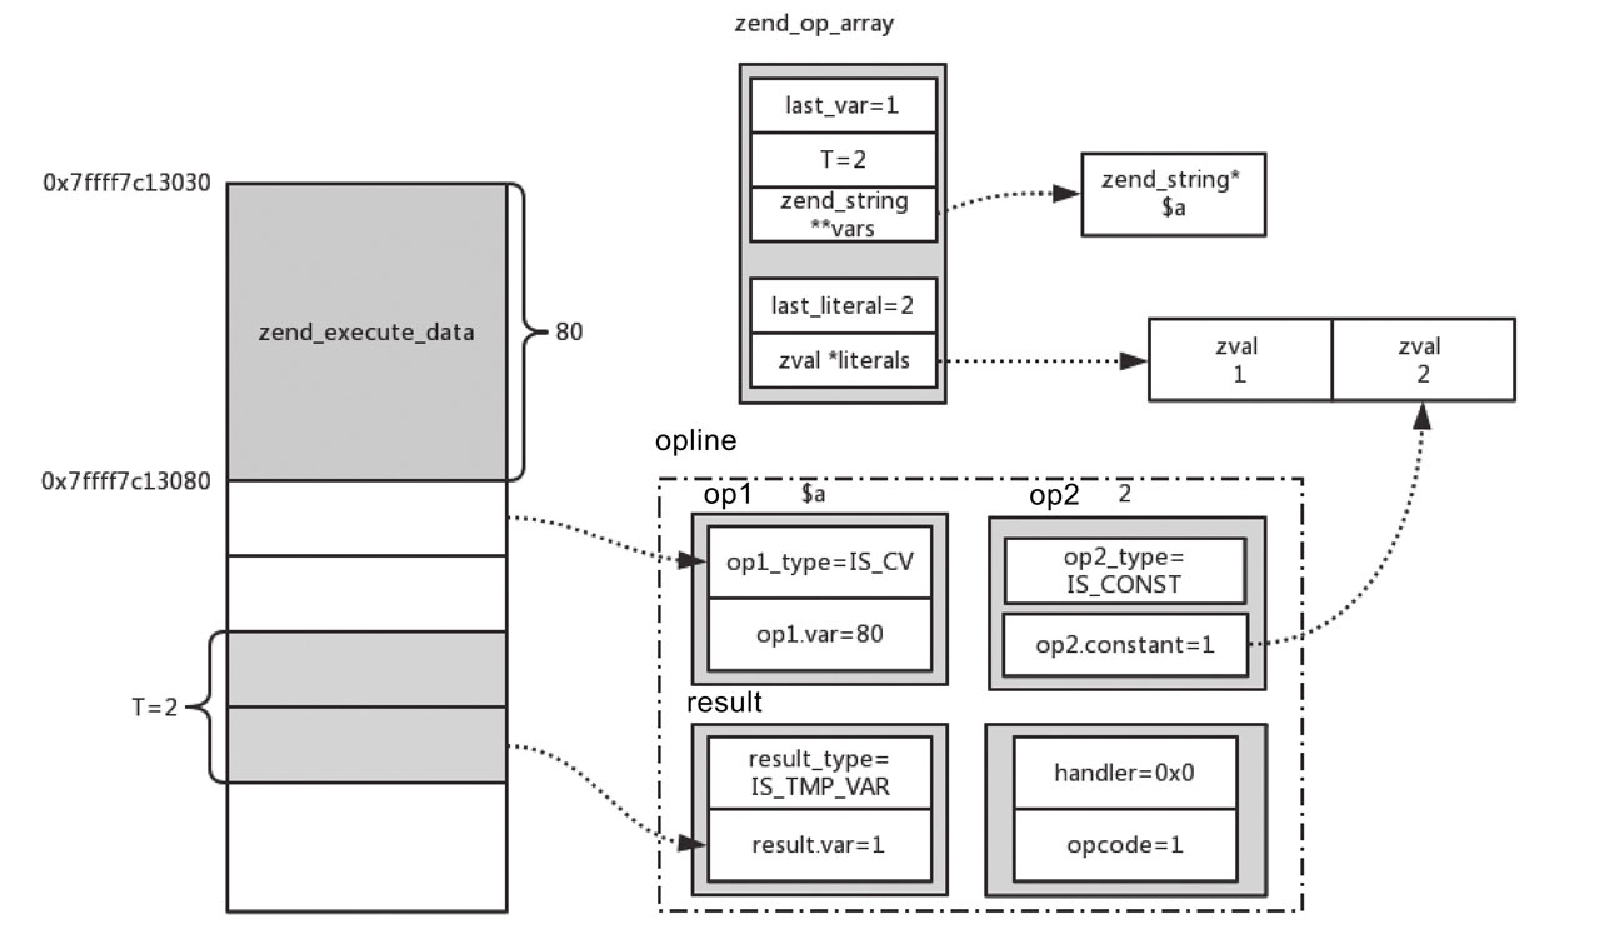 zend_op_array
last_var=1
T=2
zend_string
**vars
last_literal=2
zval *literals
zend_string*
$a
zval
1
zval
2
0x7ffff7c13030
zend_execute_data
80
0x7ffff7c13080
T=2
opline
op1 $a
op1_type=IS_CV
op1.var=80
op2 2
op2_type=
IS_CONST
op2.constant=1
result
result_type=
IS_TMP_VAR
result.var=1
handler=0x0
opcode=1